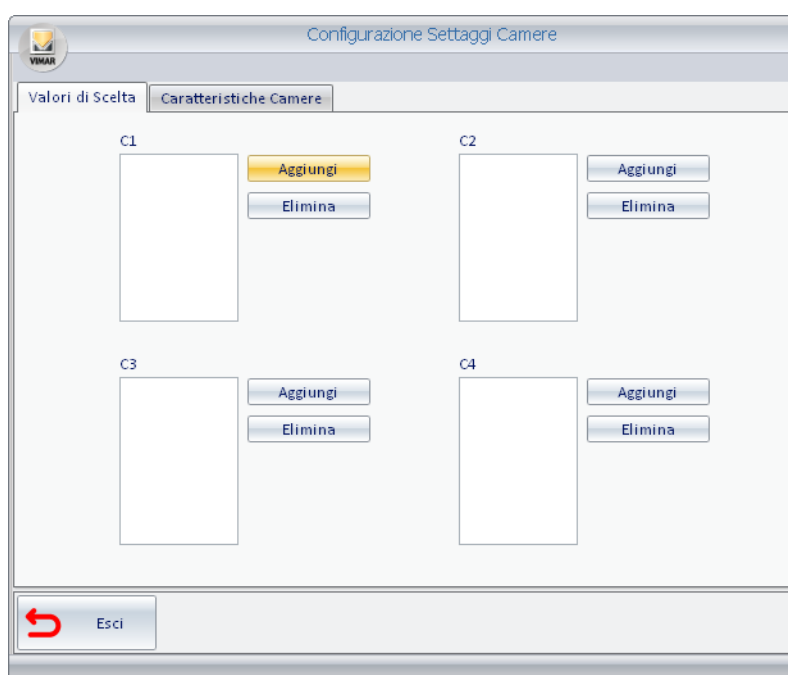 Configurazione Settaggi Camere
VIMAR
Valori di Scelta Caratteristiche Camere
C1 C2
Aggiungi Aggiungi
Elimina Elimina
C3 C4
Aggiungi Aggiungi
Elimina Elimina
Esci